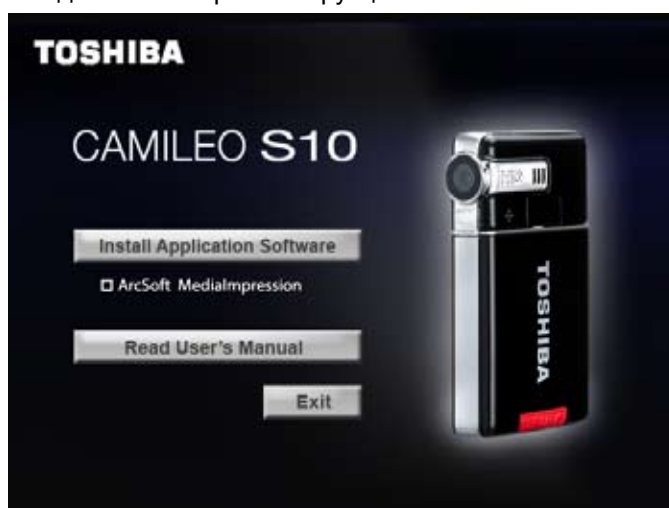 TOSHIBA
CAMILEO S10
Install Application Software
ArcSoft MediaImpression
Read User's Manual
Exit
TOSHIBA